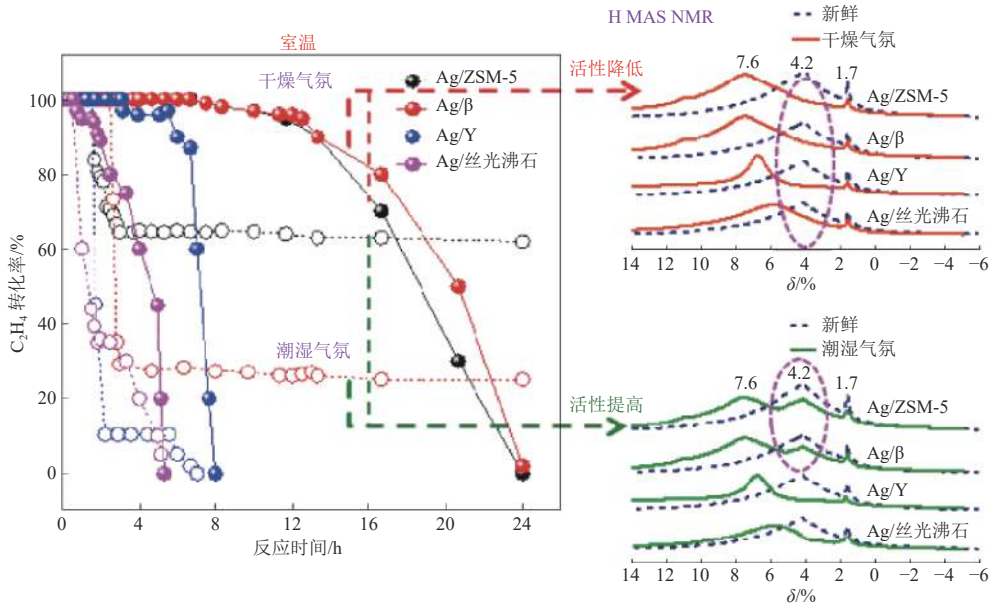 室温
干燥气氛
Ag/ZSM-5
Ag/β
Ag/Y
Ag/丝光沸石
潮湿气氛
C₂H₄ 转化率/%
100
80
60
40
20
0
0 4 8 12 16 20 24
反应时间/h
活性降低
活性提高
H MAS NMR
新鲜
干燥气氛
7.6 4.2 1.7
Ag/ZSM-5
Ag/β
Ag/Y
Ag/丝光沸石
14 12 10 8 6 4 2 0 −2 −4 −6
δ/%
新鲜
潮湿气氛
7.6 4.2 1.7
Ag/ZSM-5
Ag/β
Ag/Y
Ag/丝光沸石
14 12 10 8 6 4 2 0 −2 −4 −6
δ/%